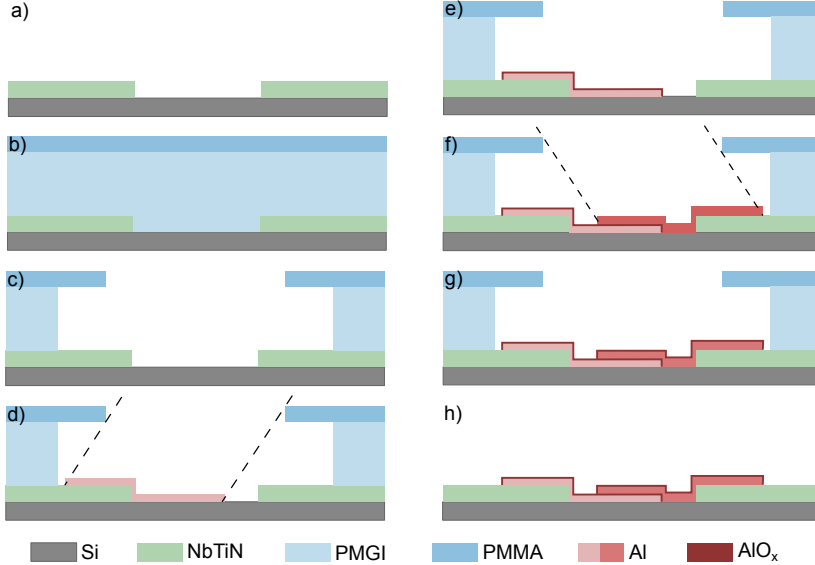 a)
b)
c)
d)
e)
f)
g)
h)
Si NbTiN PMGI PMMA Al AlOx